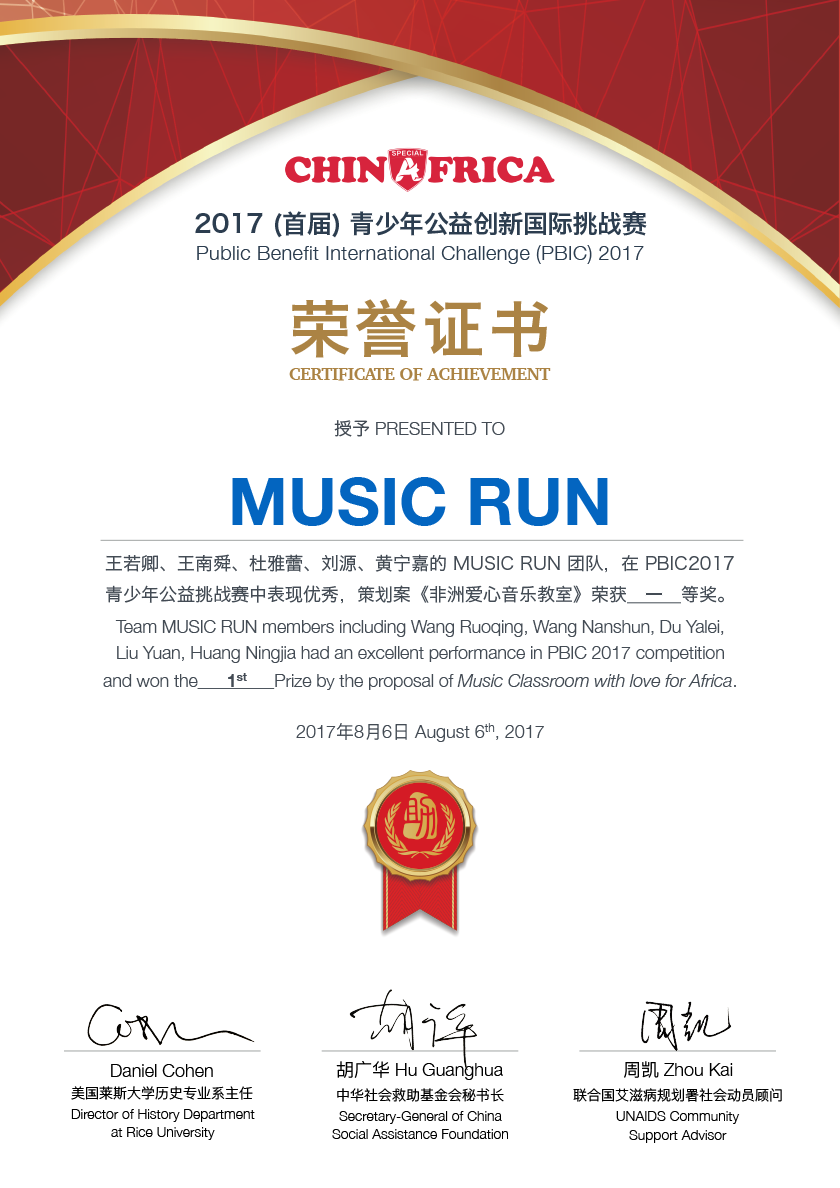 SPECIAL
CHINAFRICA
2017 (首届) 青少年公益创新国际挑战赛
Public Benefit International Challenge (PBIC) 2017
荣誉证书
CERTIFICATE OF ACHIEVEMENT
授予 PRESENTED TO
MUSIC RUN
王若卿、王南舜、杜雅蕾、刘源、黄宁嘉的 MUSIC RUN 团队，在 PBIC2017
青少年公益挑战赛中表现优秀，策划案《非洲爱心音乐教室》荣获__一__等奖。
Team MUSIC RUN members including Wang Ruoqing, Wang Nanshun, Du Yalei,
Liu Yuan, Huang Ningjia had an excellent performance in PBIC 2017 competition
and won the___1st___Prize by the proposal of Music Classroom with love for Africa.
2017年8月6日 August 6th, 2017
Daniel Cohen
美国莱斯大学历史专业系主任
Director of History Department
at Rice University
胡广华 Hu Guanghua
中华社会救助基金会秘书长
Secretary-General of China
Social Assistance Foundation
周凯
周凯 Zhou Kai
联合国艾滋病规划署社会动员顾问
UNAIDS Community
Support Advisor